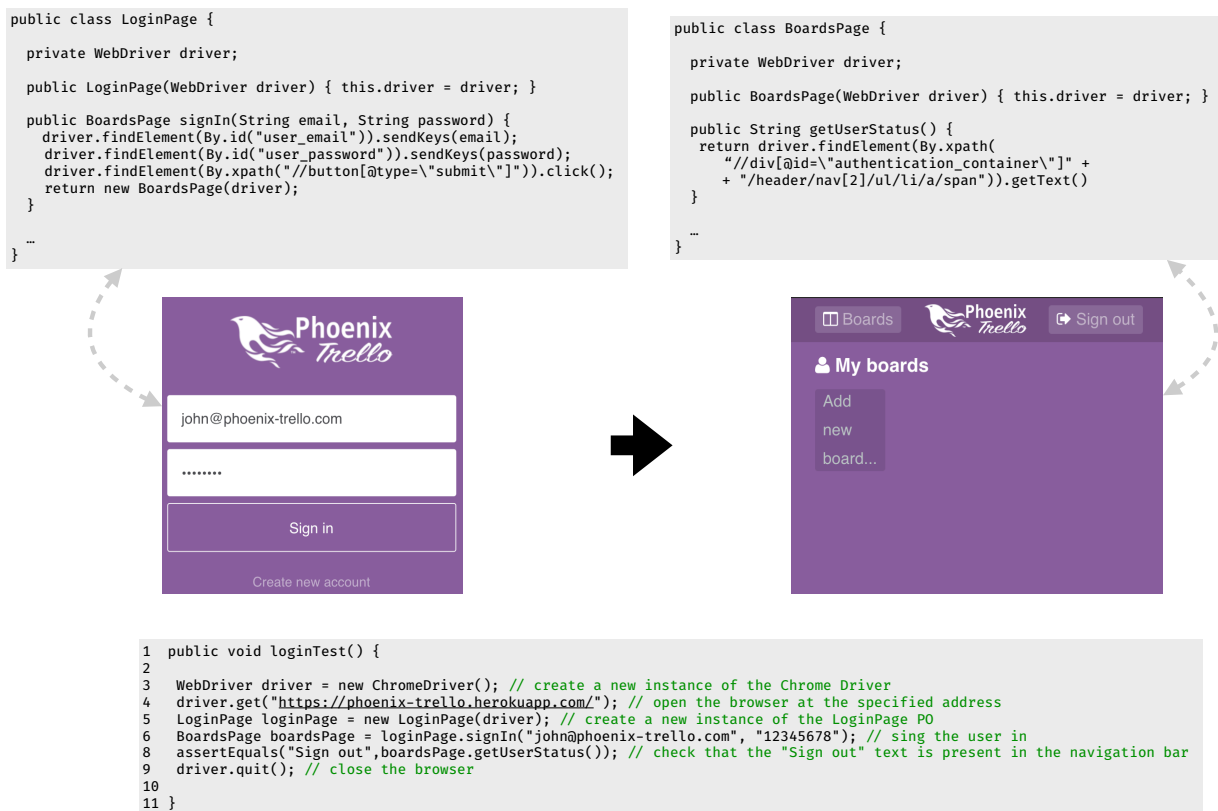 public class LoginPage {
private WebDriver driver;
public LoginPage(WebDriver driver) { this.driver = driver; }
public BoardsPage signIn(String email, String password) {
driver.findElement(By.id("user_email")).sendKeys(email);
driver.findElement(By.id("user_password")).sendKeys(password);
driver.findElement(By.xpath("//button[@type=\"submit\"]")).click();
return new BoardsPage(driver);
}
…
}
public class BoardsPage {
private WebDriver driver;
public BoardsPage(WebDriver driver) { this.driver = driver; }
public String getUserStatus() {
return driver.findElement(By.xpath(
“//div[@id=\"authentication_container\"]" +
+ "/header/nav[2]/ul/li/a/span")).getText()
}
…
}
Phoenix
Trello
john@phoenix-trello.com
••••••••
Sign in
Create new account
Boards
Phoenix
Trello
Sign out
My boards
Add
new
board...
1 public void loginTest() {
2
3 WebDriver driver = new ChromeDriver(); // create a new instance of the Chrome Driver
4 driver.get("https://phoenix-trello.herokuapp.com/"); // open the browser at the specified address
5 LoginPage loginPage = new LoginPage(driver); // create a new instance of the LoginPage PO
6 BoardsPage boardsPage = loginPage.signIn("john@phoenix-trello.com", "12345678"); // sing the user in
8 assertEquals("Sign out",boardsPage.getUserStatus()); // check that the "Sign out" text is present in the navigation bar
9 driver.quit(); // close the browser
10
11 }